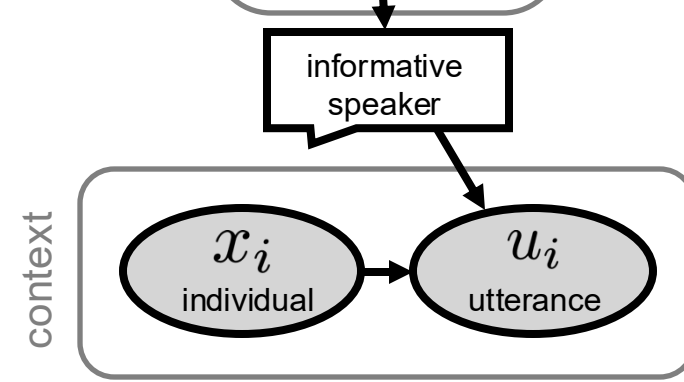 informative
speaker
context
x_i
individual
u_i
utterance